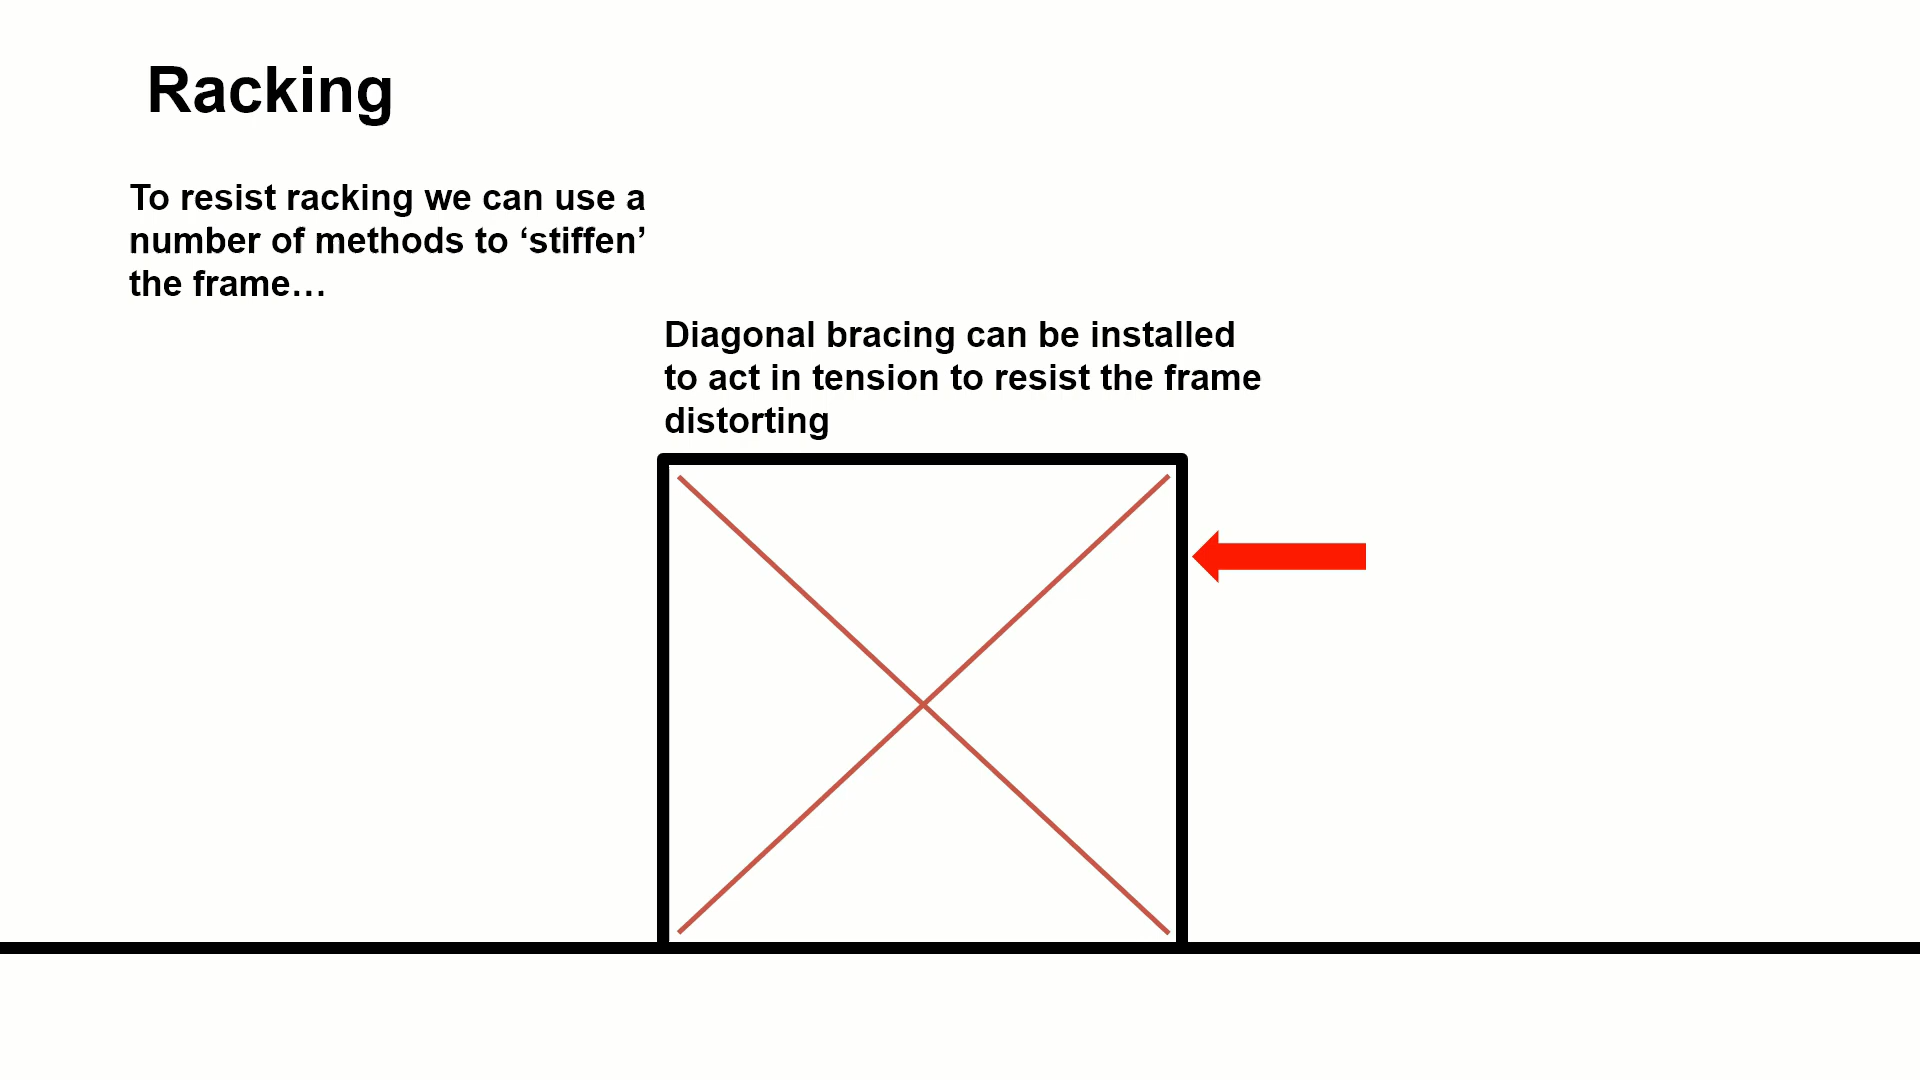 Racking
To resist racking we can use a
number of methods to ‘stiffen’
the frame…
Diagonal bracing can be installed
to act in tension to resist the frame
distorting